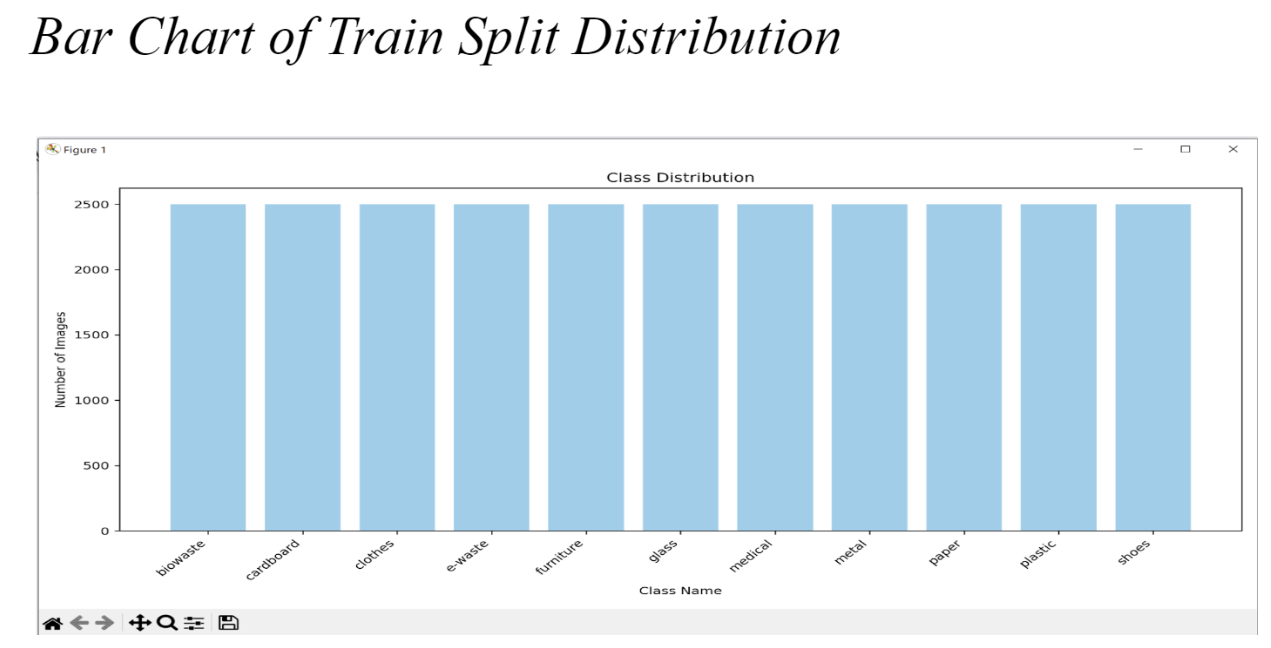 Bar Chart of Train Split Distribution
Figure 1
Class Distribution
Number of Images
2500
2000
1500
1000
500
0
biowaste
cardboard
clothes
e-waste
furniture
glass
medical
metal
paper
plastic
shoes
Class Name